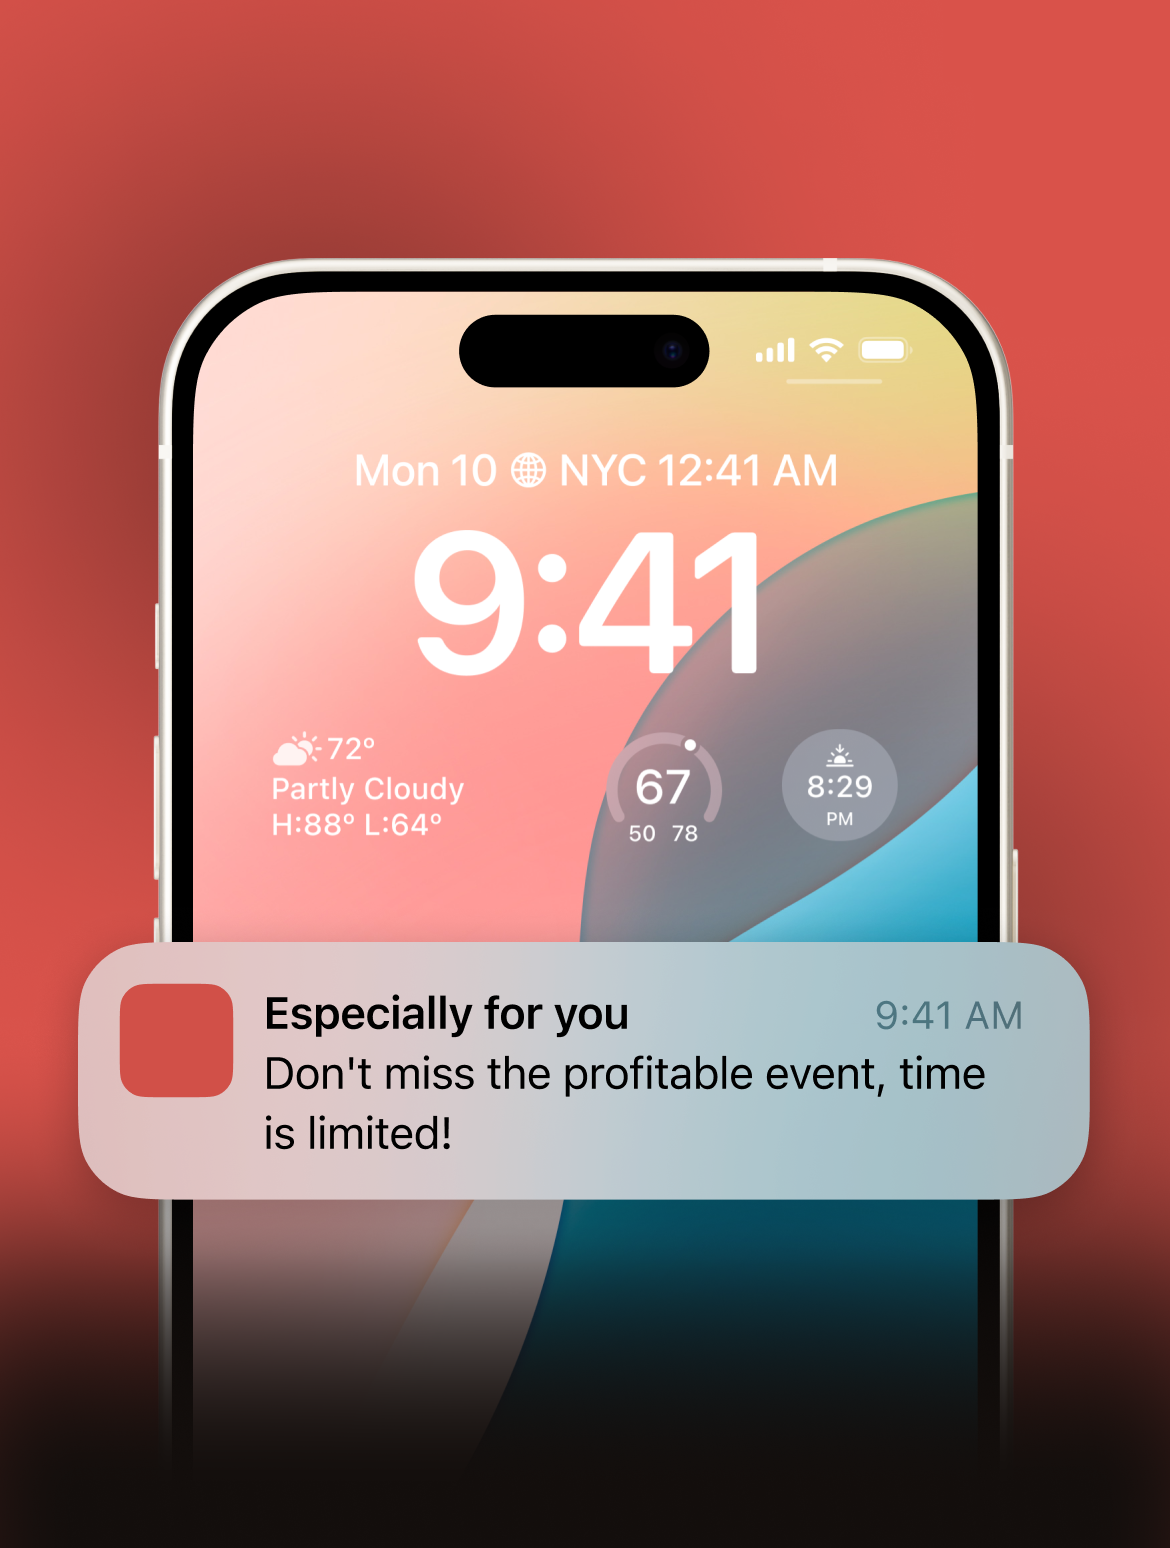 Mon 10 NYC 12:41 AM
9:41
72°
Partly Cloudy
H:88° L:64°
67
50 78
8:29
PM
Especially for you 9:41 AM
Don't miss the profitable event, time
is limited!